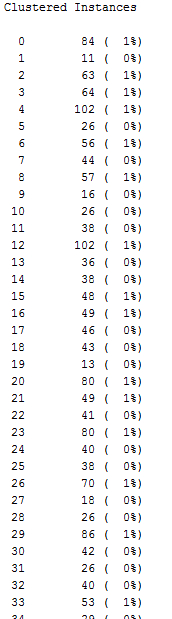 Clustered Instances
0 84 ( 1%)
1 11 ( 0%)
2 63 ( 1%)
3 64 ( 1%)
4 102 ( 1%)
5 26 ( 0%)
6 56 ( 1%)
7 44 ( 0%)
8 57 ( 1%)
9 16 ( 0%)
10 26 ( 0%)
11 38 ( 0%)
12 102 ( 1%)
13 36 ( 0%)
14 38 ( 0%)
15 48 ( 1%)
16 49 ( 1%)
17 46 ( 0%)
18 43 ( 0%)
19 13 ( 0%)
20 80 ( 1%)
21 49 ( 1%)
22 41 ( 0%)
23 80 ( 1%)
24 40 ( 0%)
25 38 ( 0%)
26 70 ( 1%)
27 18 ( 0%)
28 26 ( 0%)
29 86 ( 1%)
30 42 ( 0%)
31 26 ( 0%)
32 40 ( 0%)
33 53 ( 1%)